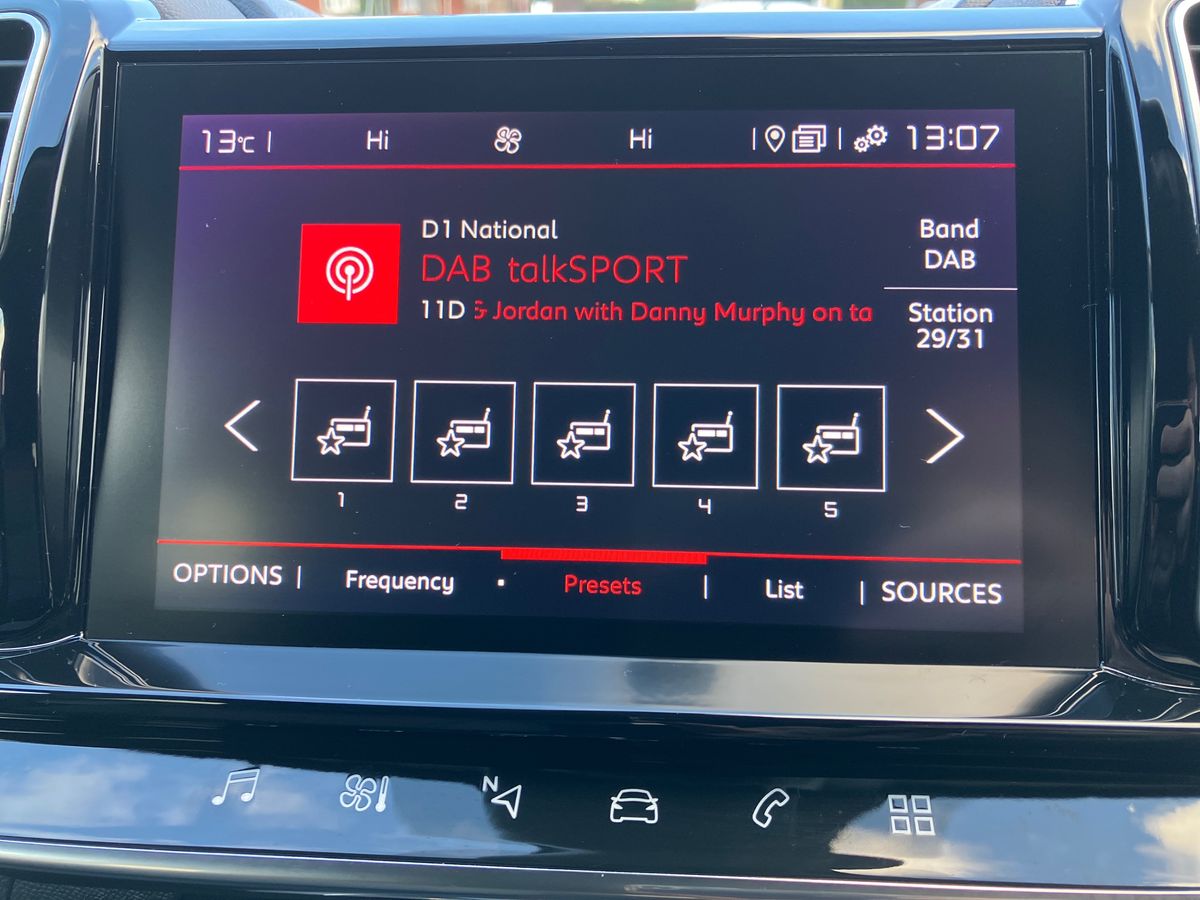 13°C | Hi Hi | | 13:07
D1 National
DAB talkSPORT
11D & Jordan with Danny Murphy on ta
Band
DAB
Station
29/31
1 2 3 4 5
OPTIONS | Frequency · Presets | List | SOURCES
N